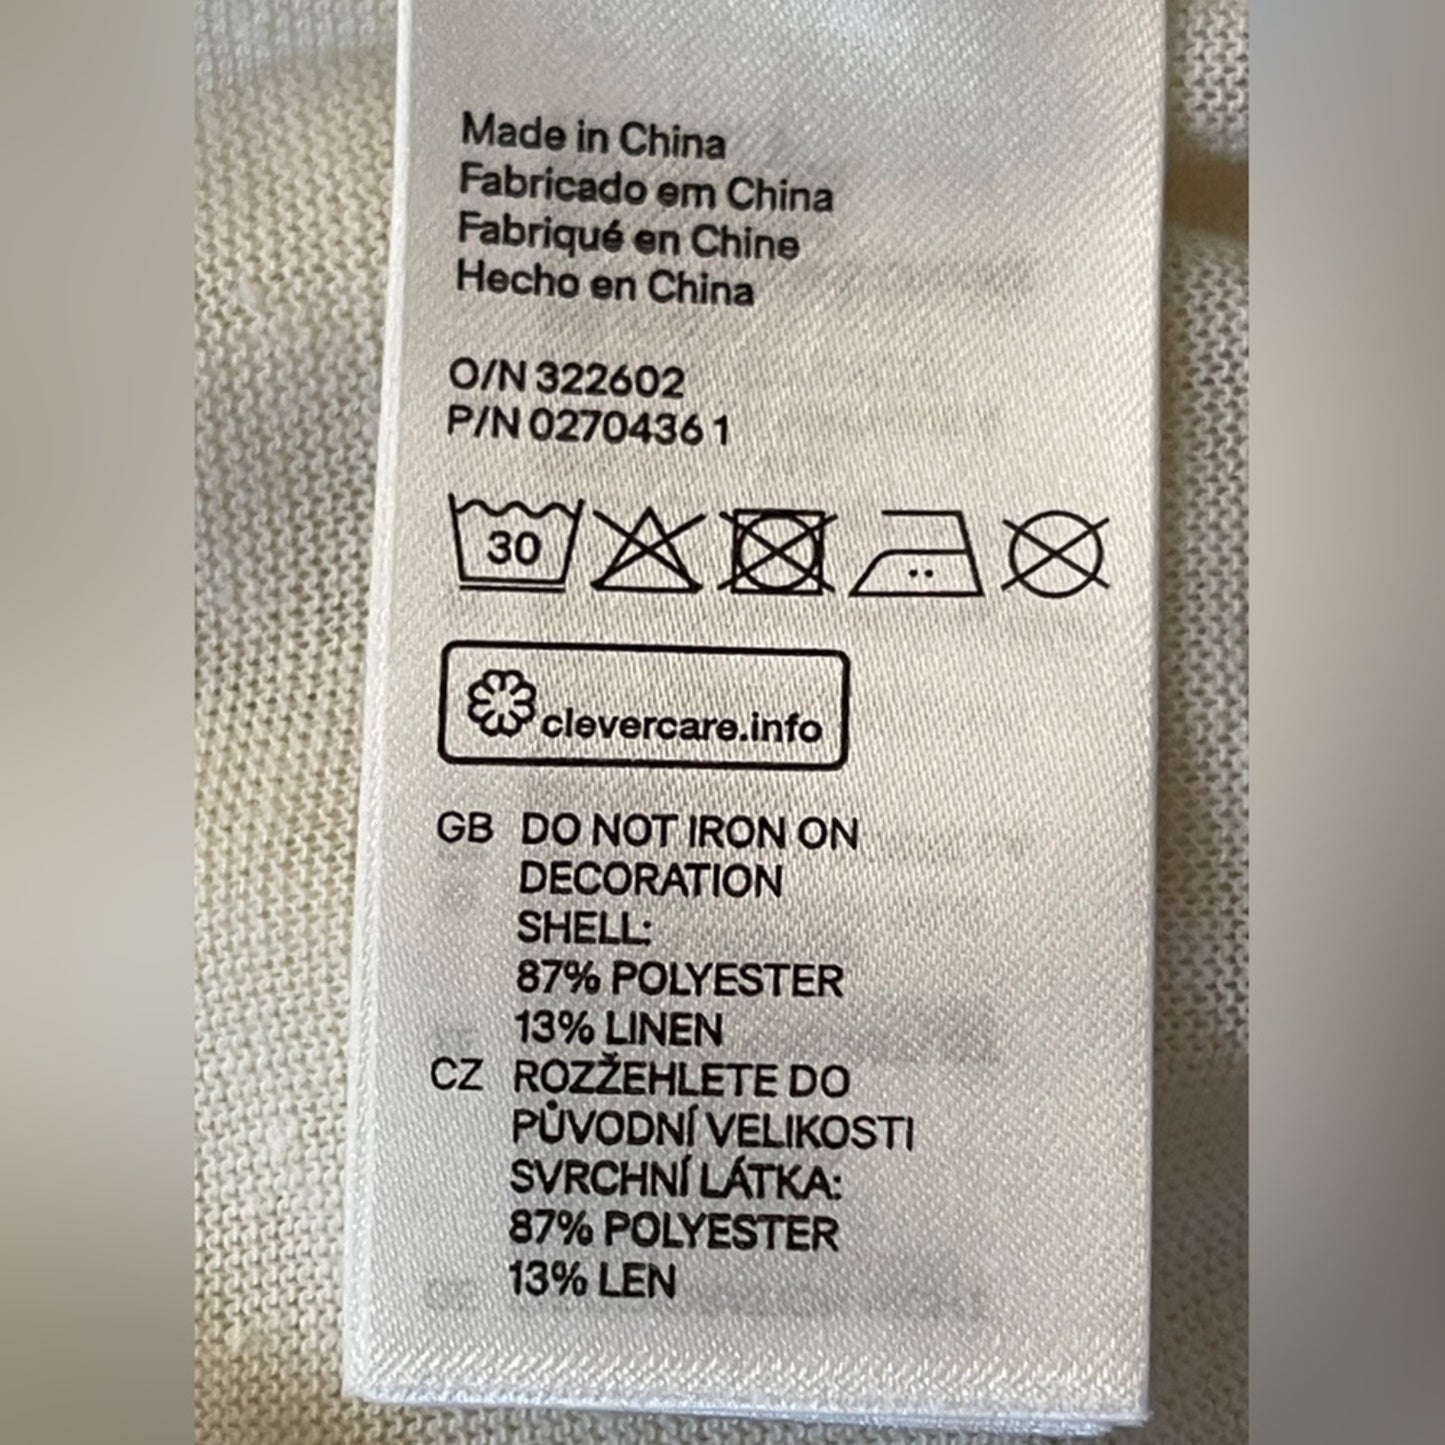 Made in China
Fabricado em China
Fabriqué en Chine
Hecho en China
O/N 322602
P/N 02704361
30
clevercare.info
GB DO NOT IRON ON
DECORATION
SHELL:
87% POLYESTER
13% LINEN
CZ ROZŽEHLETE DO
PŮVODNÍ VELIKOSTI
SVRCHNÍ LÁTKA:
87% POLYESTER
13% LEN